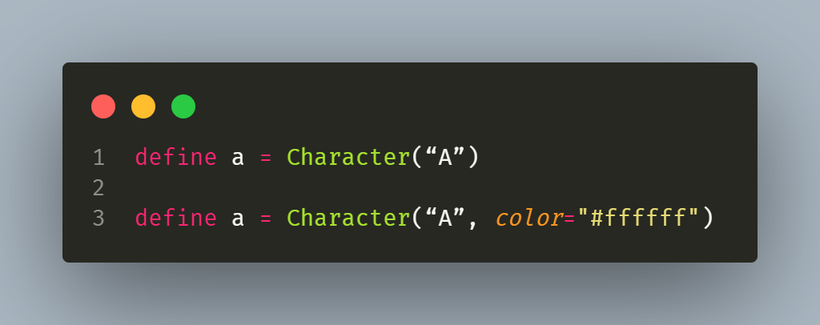 1 define a = Character(“A”)
2
3 define a = Character(“A”, color="#ffffff")